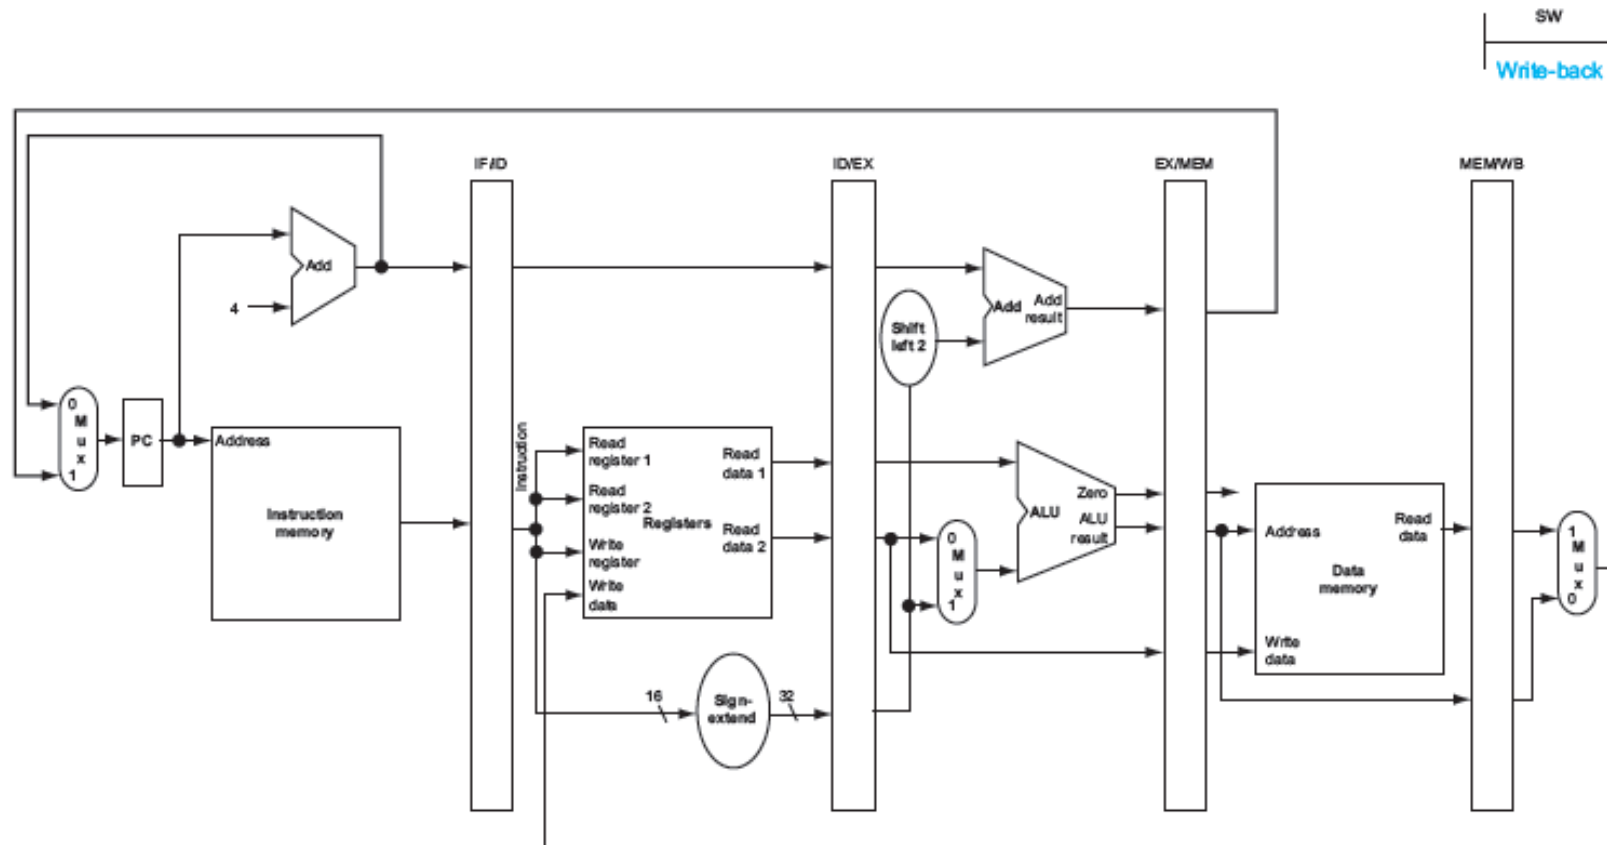 SW
Write-back
IF/ID
ID/EX
EX/MEM
MEM/WB
Add
4
Shift
left 2
Add
Add
result
0
M
u
x
1
PC
Address
Instruction
memory
Instruction
Read
register 1
Read
register 2
Registers
Write
register
Write
data
Read
data 1
Read
data 2
0
M
u
x
1
Zero
ALU
ALU
result
Address
Read
data
Data
memory
Write
data
1
M
u
x
0
16
Sign-
extend
32